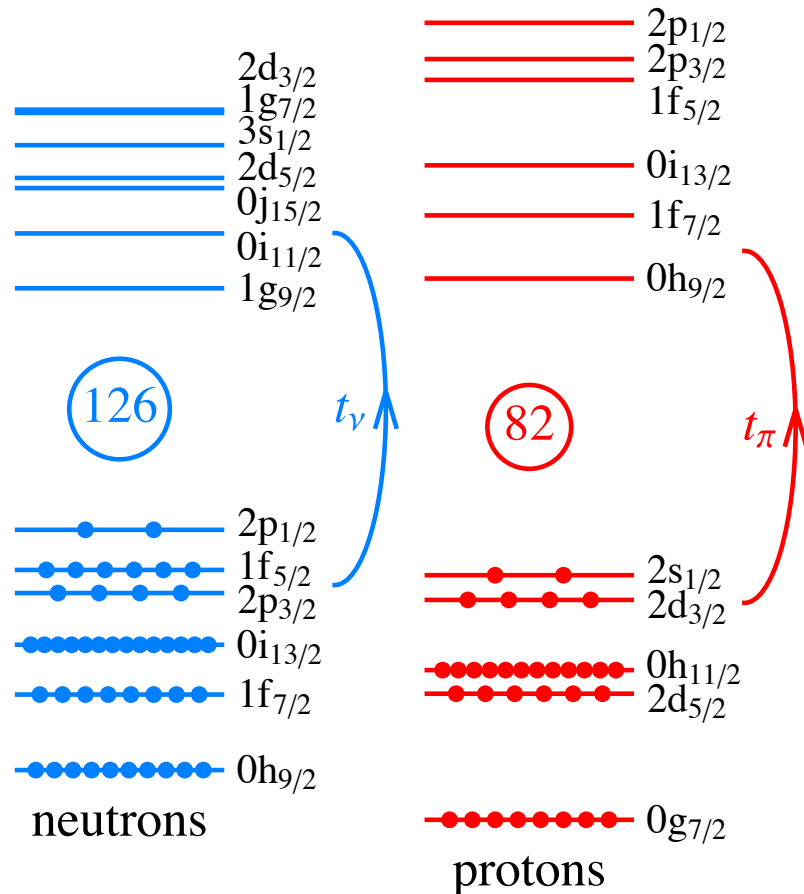 2d3/2
1g7/2
3s1/2
2d5/2
0j15/2
0i11/2
1g9/2
126
tν
2p1/2
1f5/2
2p3/2
0i13/2
1f7/2
0h9/2
neutrons
2p1/2
2p3/2
1f5/2
0i13/2
1f7/2
0h9/2
82
tπ
2s1/2
2d3/2
0h11/2
2d5/2
0g7/2
protons